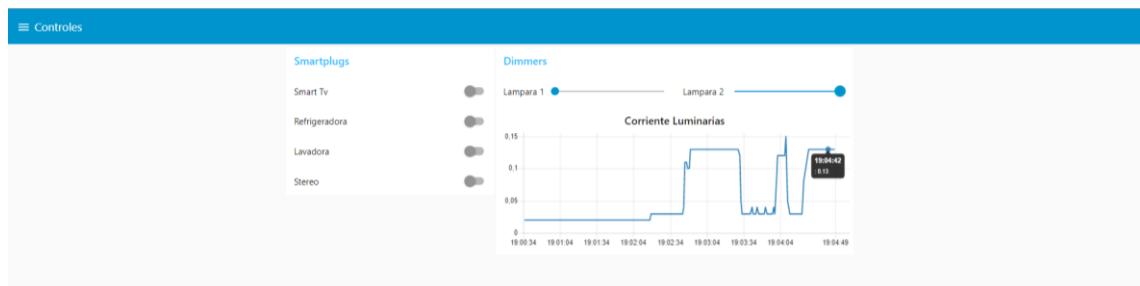 Controles
Smartplugs
Smart Tv
Refrigeradora
Lavadora
Stereo
Dimmers
Lampara 1
Lampara 2
Corriente Luminarias
0,15
0,1
0,05
0
19:00:34 19:01:04 19:01:34 19:02:04 19:02:34 19:03:04 19:03:34 19:04:04 19:04:49
19:04:42
: 0.13